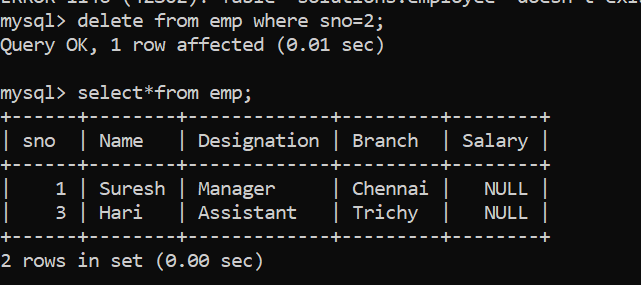 mysql> delete from emp where sno=2;
Query OK, 1 row affected (0.01 sec)
mysql> select*from emp;
+------+--------+-------------+---------+--------+
| sno  | Name   | Designation | Branch  | Salary |
+------+--------+-------------+---------+--------+
|    1 | Suresh | Manager     | Chennai |   NULL |
|    3 | Hari   | Assistant   | Trichy  |   NULL |
+------+--------+-------------+---------+--------+
2 rows in set (0.00 sec)